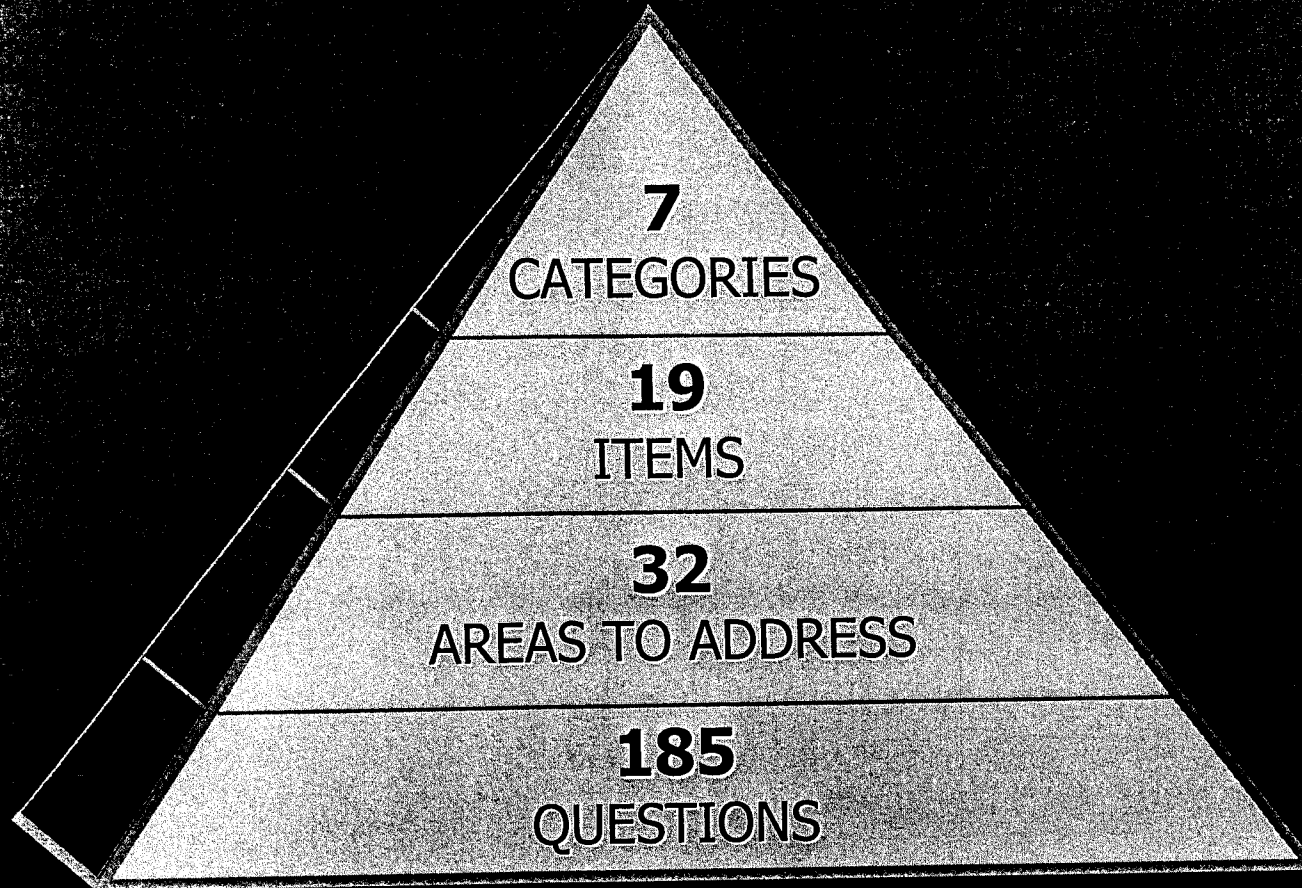 7
CATEGORIES
19
ITEMS
32
AREAS TO ADDRESS
185
QUESTIONS